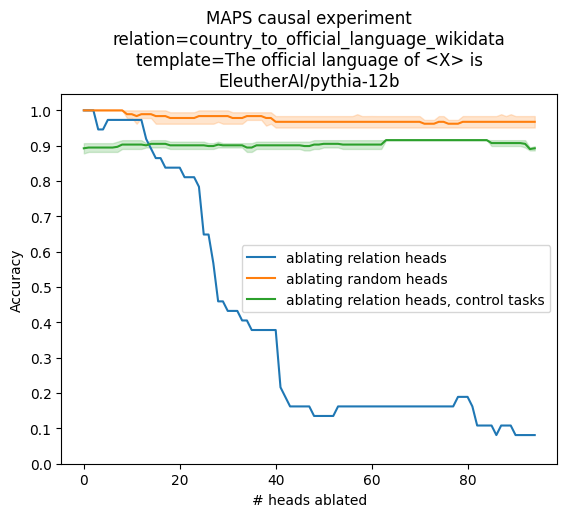 MAPS causal experiment
relation=country_to_official_language_wikidata
template=The official language of <X> is
EleutherAI/pythia-12b
1.0
0.9
0.8
0.7
0.6
0.5
0.4
0.3
0.2
0.1
0.0
Accuracy
ablating relation heads
ablating random heads
ablating relation heads, control tasks
0
20
40
60
80
# heads ablated